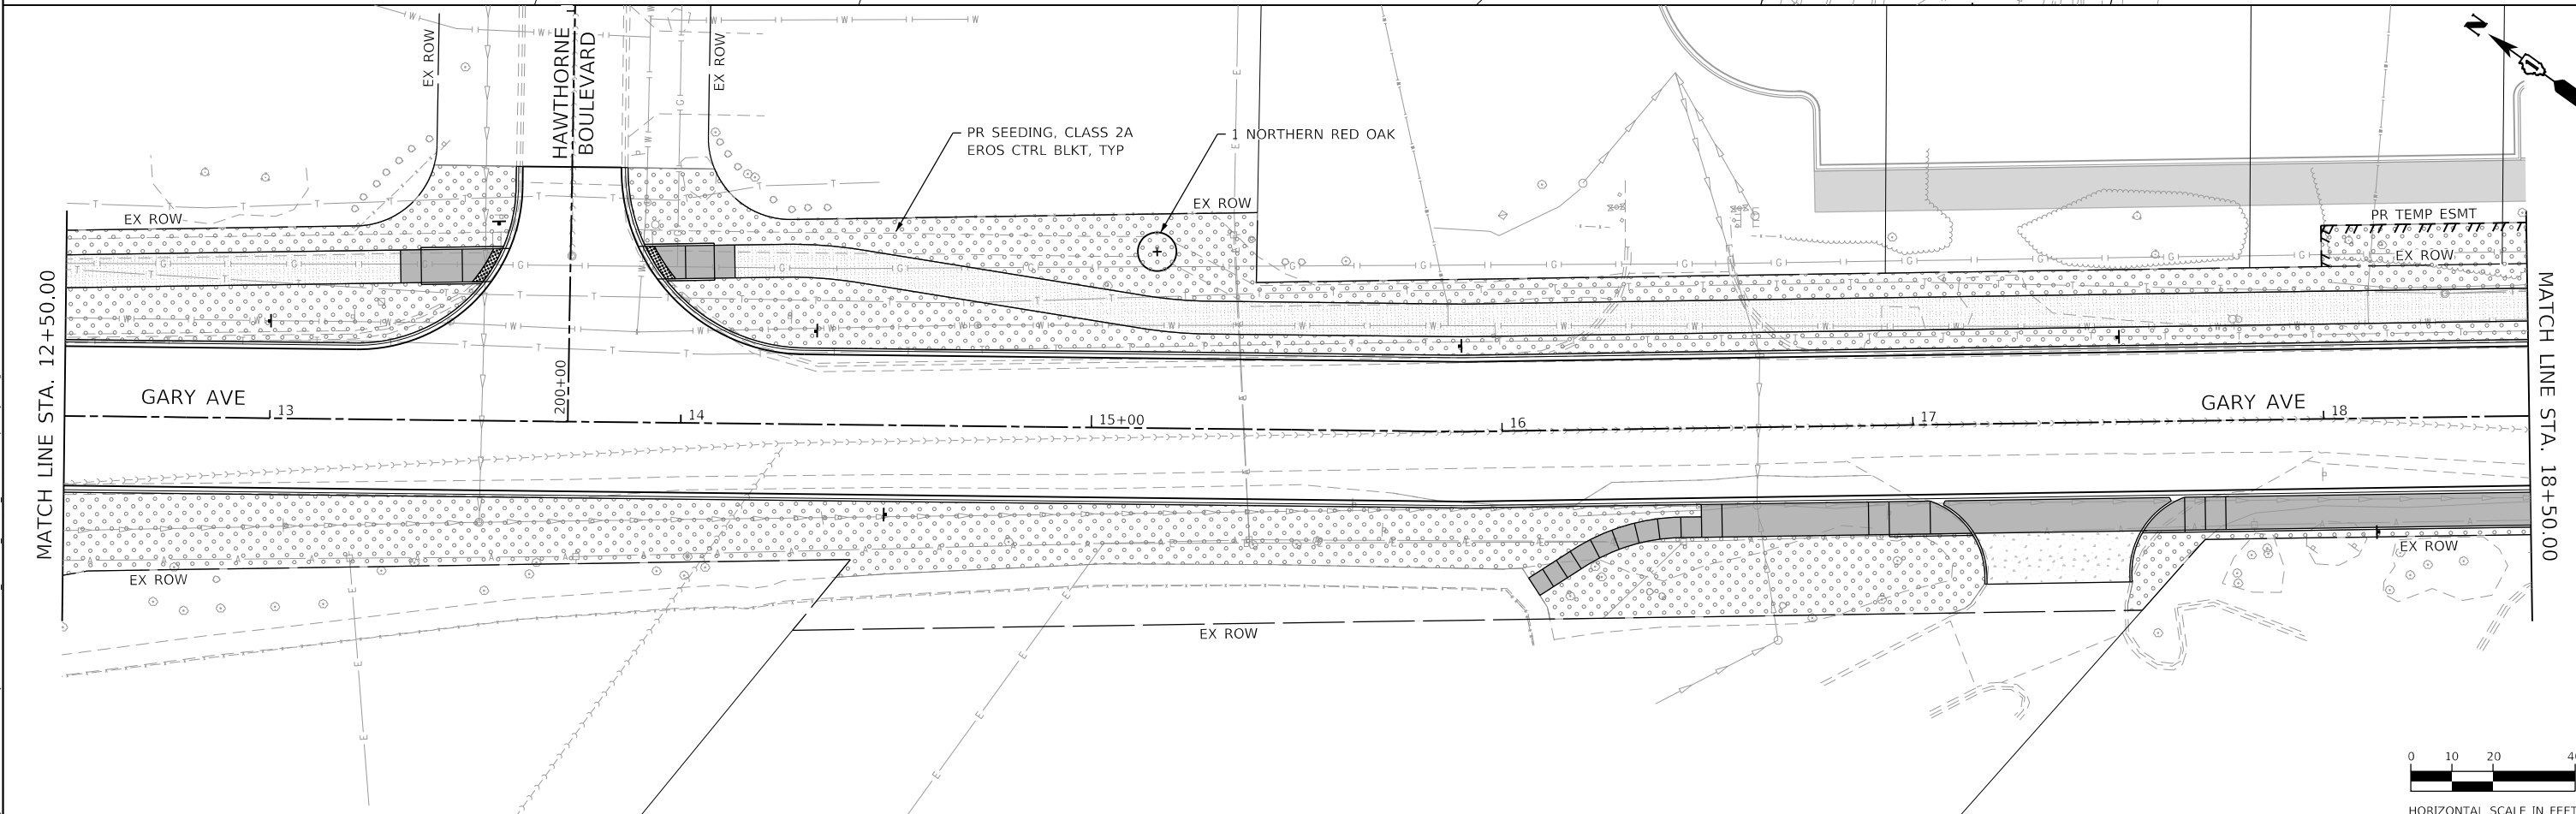 N
HAWTHORNE
BOULEVARD
EX ROW
EX ROW
PR SEEDING, CLASS 2A
EROS CTRL BLKT, TYP
1 NORTHERN RED OAK
EX ROW
EX ROW
PR TEMP ESMT
EX ROW
MATCH LINE STA. 12+50.00
MATCH LINE STA. 18+50.00
200+00
GARY AVE
GARY AVE
13
14
15+00
16
17
18
EX ROW
EX ROW
EX ROW
0 10 20
HORIZONTAL SCALE IN FEET